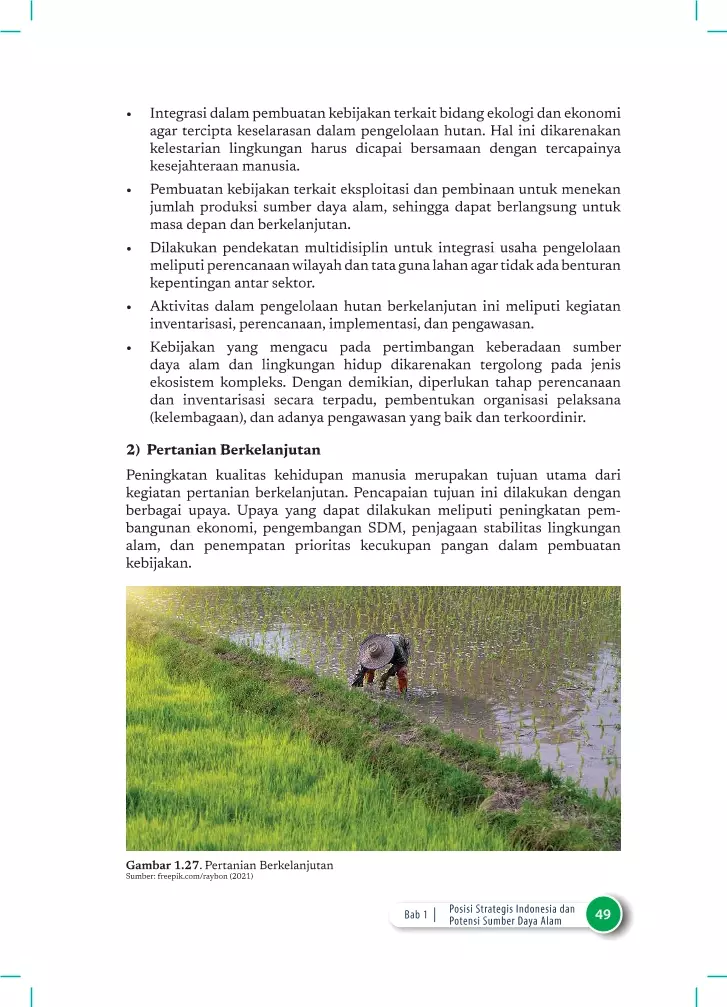 • Integrasi dalam pembuatan kebijakan terkait bidang ekologi dan ekonomi
agar tercipta keselarasan dalam pengelolaan hutan. Hal ini dikarenakan
kelestarian lingkungan harus dicapai bersamaan dengan tercapainya
kesejahteraan manusia.
• Pembuatan kebijakan terkait eksploitasi dan pembinaan untuk menekan
jumlah produksi sumber daya alam, sehingga dapat berlangsung untuk
masa depan dan berkelanjutan.
• Dilakukan pendekatan multidisiplin untuk integrasi usaha pengelolaan
meliputi perencanaan wilayah dan tata guna lahan agar tidak ada benturan
kepentingan antar sektor.
• Aktivitas dalam pengelolaan hutan berkelanjutan ini meliputi kegiatan
inventarisasi, perencanaan, implementasi, dan pengawasan.
• Kebijakan yang mengacu pada pertimbangan keberadaan sumber
daya alam dan lingkungan hidup dikarenakan tergolong pada jenis
ekosistem kompleks. Dengan demikian, diperlukan tahap perencanaan
dan inventarisasi secara terpadu, pembentukan organisasi pelaksana
(kelembagaan), dan adanya pengawasan yang baik dan terkoordinir.
2) Pertanian Berkelanjutan
Peningkatan kualitas kehidupan manusia merupakan tujuan utama dari
kegiatan pertanian berkelanjutan. Pencapaian tujuan ini dilakukan dengan
berbagai upaya. Upaya yang dapat dilakukan meliputi peningkatan pem-
bangunan ekonomi, pengembangan SDM, penjagaan stabilitas lingkungan
alam, dan penempatan prioritas kecukupan pangan dalam pembuatan
kebijakan.
Gambar 1.27. Pertanian Berkelanjutan
Sumber: freepik.com/raybon (2021)
Bab 1 | Posisi Strategis Indonesia dan
Potensi Sumber Daya Alam
49